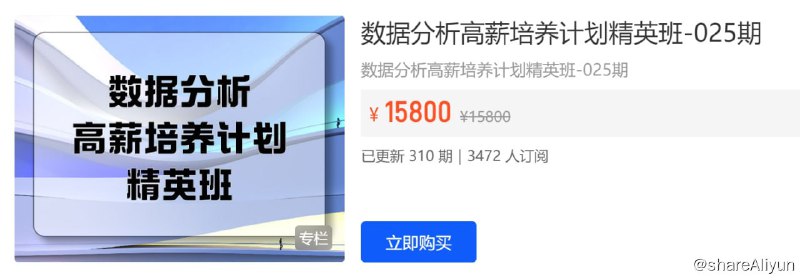 数据分析
高薪培养计划
精英班
专栏
数据分析高薪培养计划精英班-025期
数据分析高薪培养计划精英班-025期
¥ 15800 ¥15800
已更新 310 期 | 3472 人订阅
立即购买
@shareAliyun